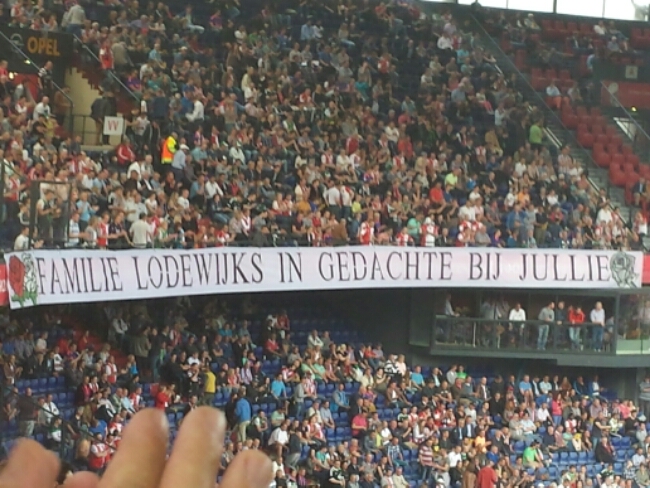 OPEL
W
FAMILIE LODEWIJKS IN GEDACHTE BIJ JULLIE